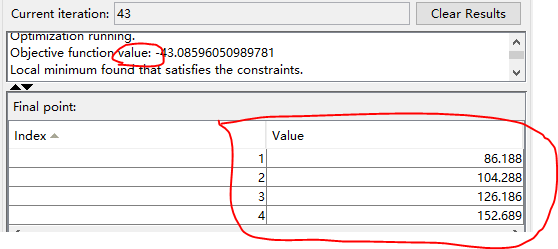 Current iteration: 43 Clear Results
Optimization running.
Objective function value: -43.08596050989781
Local minimum found that satisfies the constraints.
Final point:
Index Value
1 86.188
2 104.288
3 126.186
4 152.689